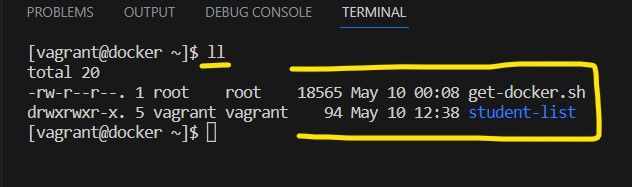 PROBLEMS OUTPUT DEBUG CONSOLE TERMINAL
[vagrant@docker ~]$ ll
total 20
-rw-r--r--. 1 root    root    18565 May 10 00:08 get-docker.sh
drwxrwxr-x. 5 vagrant vagrant    94 May 10 12:38 student-list
[vagrant@docker ~]$